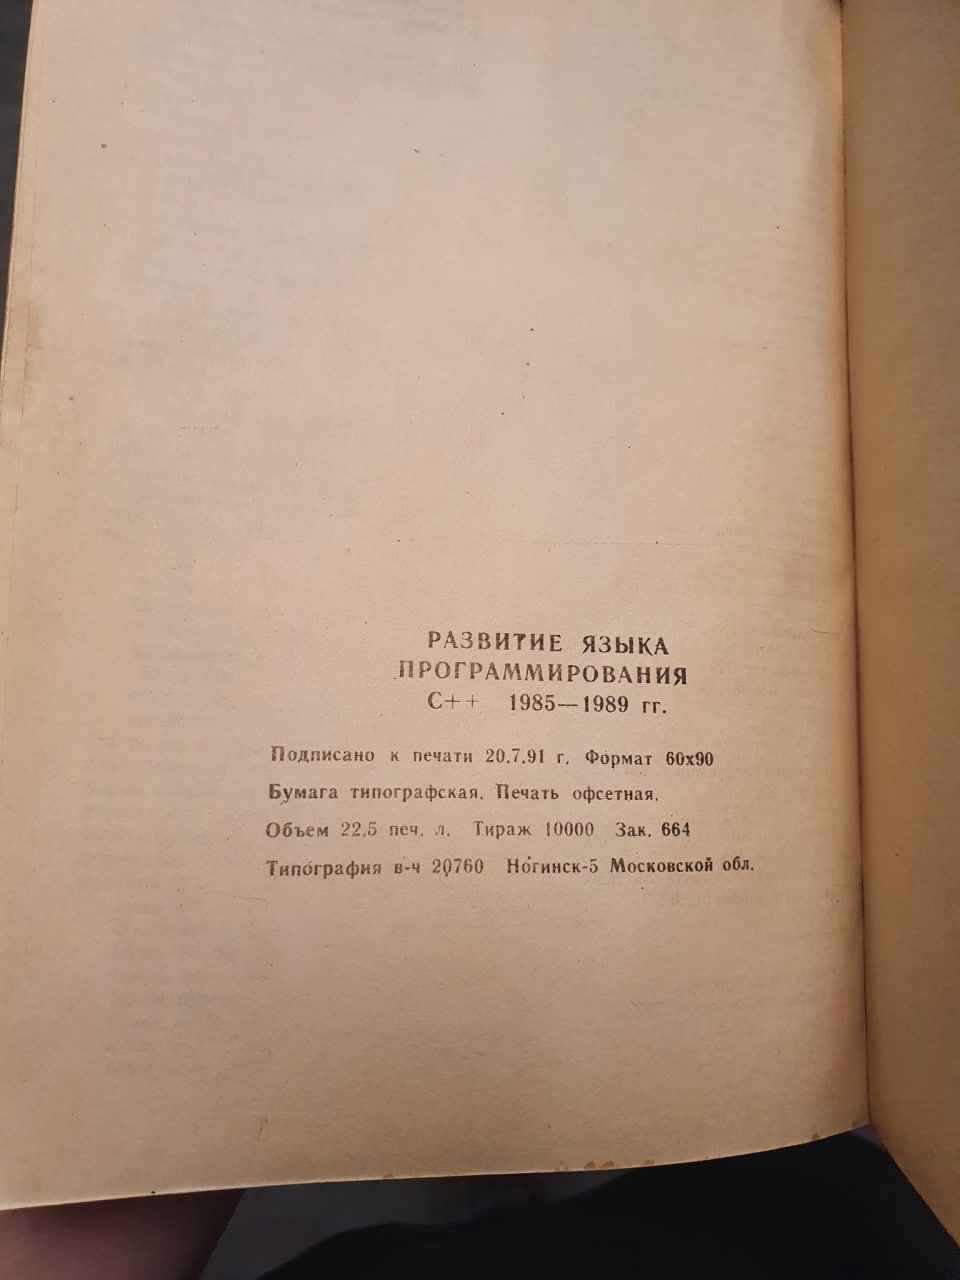 РАЗВИТИЕ ЯЗЫКА
ПРОГРАММИРОВАНИЯ
С++ 1985—1989 гг.
Подписано к печати 20.7.91 г. Формат 60х90
Бумага типографская. Печать офсетная.
Объем 22,5 печ. л. Тираж 10000 Зак. 664
Типография в-ч 20760 Ногинск-5 Московской обл.